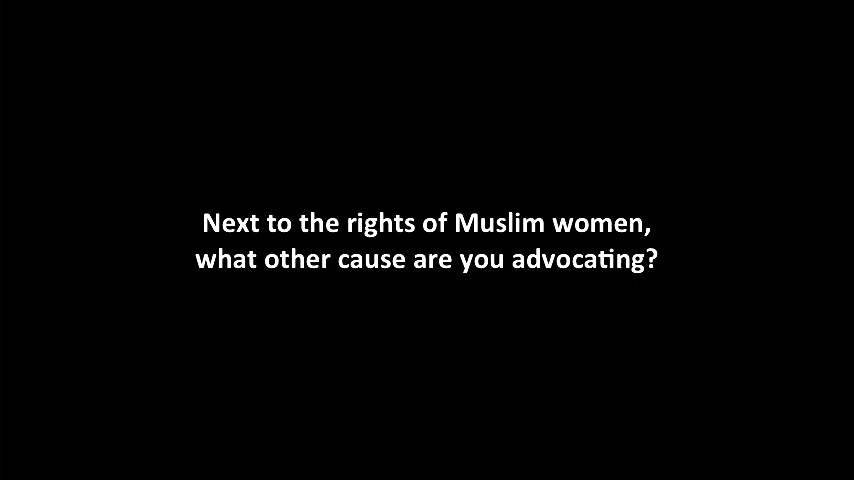 Next to the rights of Muslim women,
what other cause are you advocating?